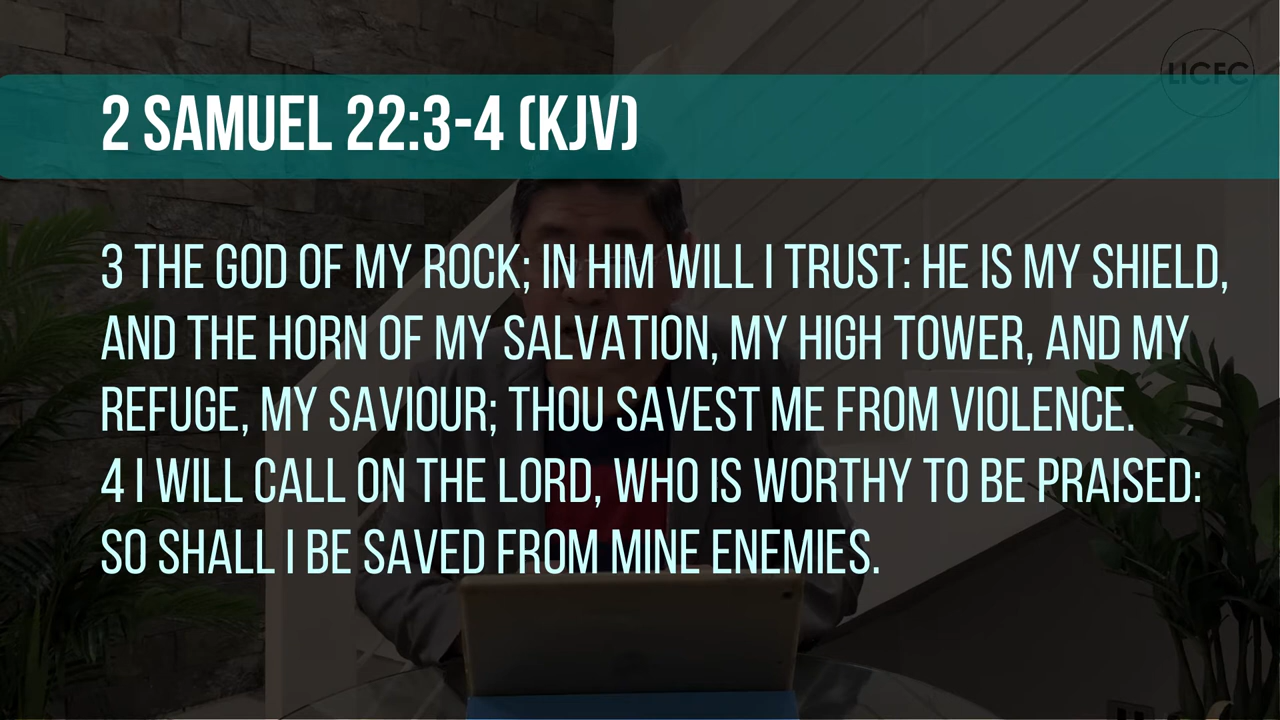 LICFC
2 SAMUEL 22:3-4 (KJV)
3 THE GOD OF MY ROCK; IN HIM WILL I TRUST: HE IS MY SHIELD,
AND THE HORN OF MY SALVATION, MY HIGH TOWER, AND MY
REFUGE, MY SAVIOUR; THOU SAVEST ME FROM VIOLENCE.
4 I WILL CALL ON THE LORD, WHO IS WORTHY TO BE PRAISED:
SO SHALL I BE SAVED FROM MINE ENEMIES.